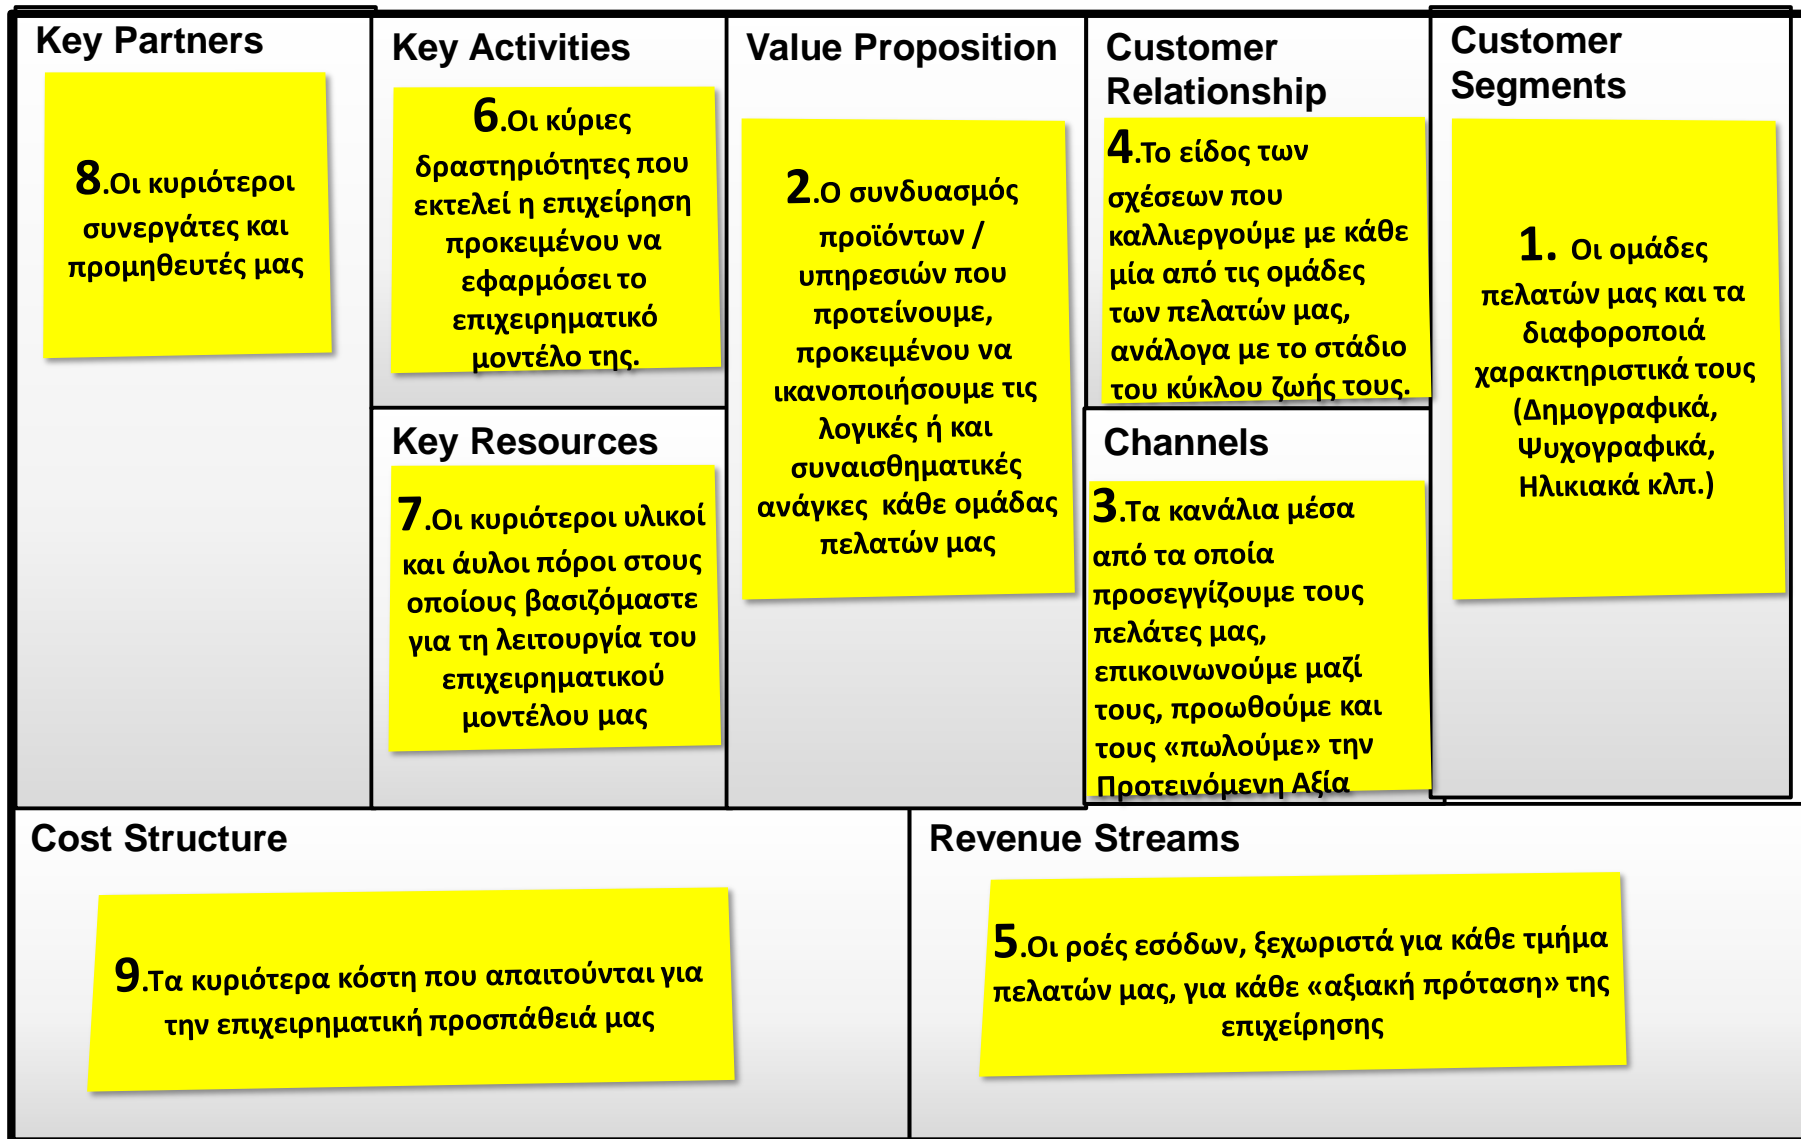 Key Partners
8.Οι κυριότεροι
συνεργάτες και
προμηθευτές μας
Key Activities
6.Οι κύριες
δραστηριότητες που
εκτελεί η επιχείρηση
προκειμένου να
εφαρμόσει το
επιχειρηματικό
μοντέλο της.
Key Resources
7.Οι κυριότεροι υλικοί
και άυλοι πόροι στους
οποίους βασιζόμαστε
για τη λειτουργία του
επιχειρηματικού
μοντέλου μας
Value Proposition
2.Ο συνδυασμός
προϊόντων /
υπηρεσιών που
προτείνουμε,
προκειμένου να
ικανοποιήσουμε τις
λογικές ή και
συναισθηματικές
ανάγκες κάθε ομάδας
πελατών μας
Customer
Relationship
4.Το είδος των
σχέσεων που
καλλιεργούμε με κάθε
μία από τις ομάδες
των πελατών μας,
ανάλογα με το στάδιο
του κύκλου ζωής τους.
Channels
3.Τα κανάλια μέσα
από τα οποία
προσεγγίζουμε τους
πελάτες μας,
επικοινωνούμε μαζί
τους, προωθούμε και
τους «πωλούμε» την
Προτεινόμενη Αξία
Customer
Segments
1. Οι ομάδες
πελατών μας και τα
διαφοροποιά
χαρακτηριστικά τους
(Δημογραφικά,
Ψυχογραφικά,
Ηλικιακά κλπ.)
Cost Structure
9.Τα κυριότερα κόστη που απαιτούνται για
την επιχειρηματική προσπάθειά μας
Revenue Streams
5.Οι ροές εσόδων, ξεχωριστά για κάθε τμήμα
πελατών μας, για κάθε «αξιακή πρόταση» της
επιχείρησης